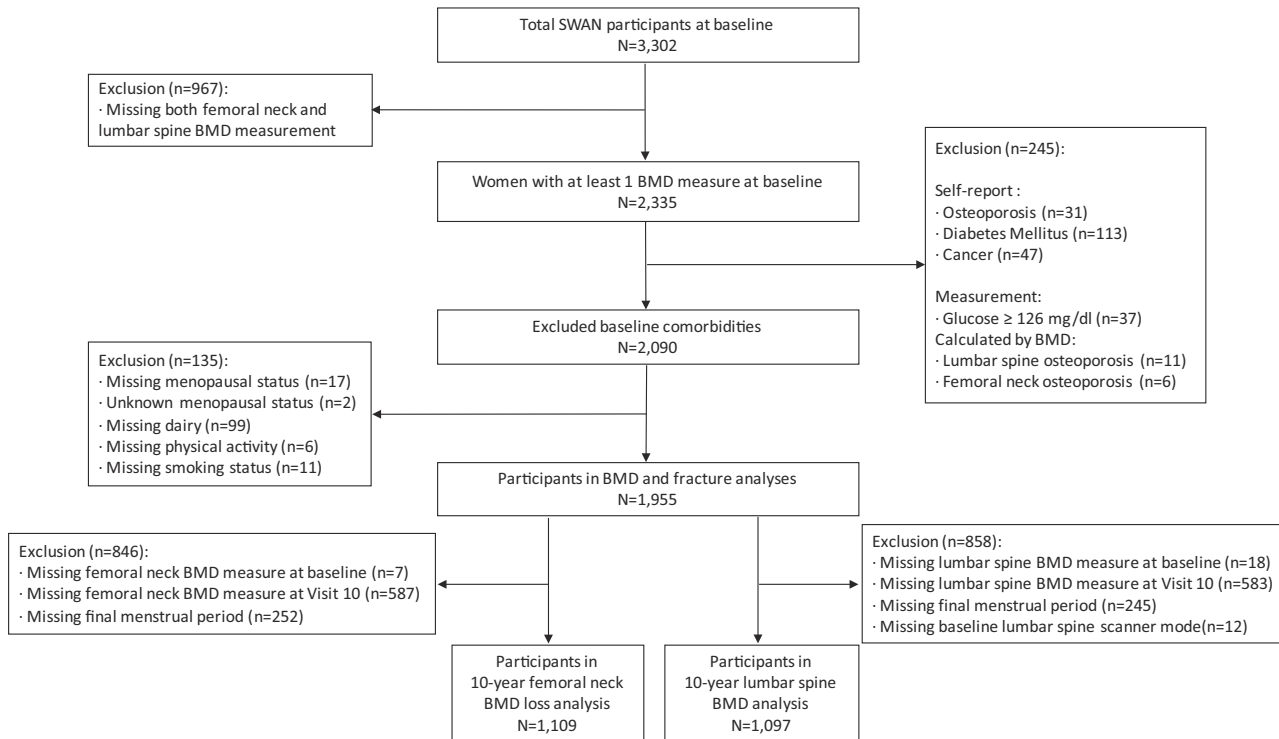 Total SWAN participants at baseline
N=3,302
Exclusion (n=967):
· Missing both femoral neck and
lumbar spine BMD measurement
Women with at least 1 BMD measure at baseline
N=2,335
Exclusion (n=245):
Self-report :
· Osteoporosis (n=31)
· Diabetes Mellitus (n=113)
· Cancer (n=47)
Measurement:
· Glucose ≥ 126 mg/dl (n=37)
Calculated by BMD:
· Lumbar spine osteoporosis (n=11)
· Femoral neck osteoporosis (n=6)
Excluded baseline comorbidities
N=2,090
Exclusion (n=135):
· Missing menopausal status (n=17)
· Unknown menopausal status (n=2)
· Missing dairy (n=99)
· Missing physical activity (n=6)
· Missing smoking status (n=11)
Participants in BMD and fracture analyses
N=1,955
Exclusion (n=846):
· Missing femoral neck BMD measure at baseline (n=7)
· Missing femoral neck BMD measure at Visit 10 (n=587)
· Missing final menstrual period (n=252)
Exclusion (n=858):
· Missing lumbar spine BMD measure at baseline (n=18)
· Missing lumbar spine BMD measure at Visit 10 (n=583)
· Missing final menstrual period (n=245)
· Missing baseline lumbar spine scanner mode(n=12)
Participants in
10-year femoral neck
BMD loss analysis
N=1,109
Participants in
10-year lumbar spine
BMD analysis
N=1,097